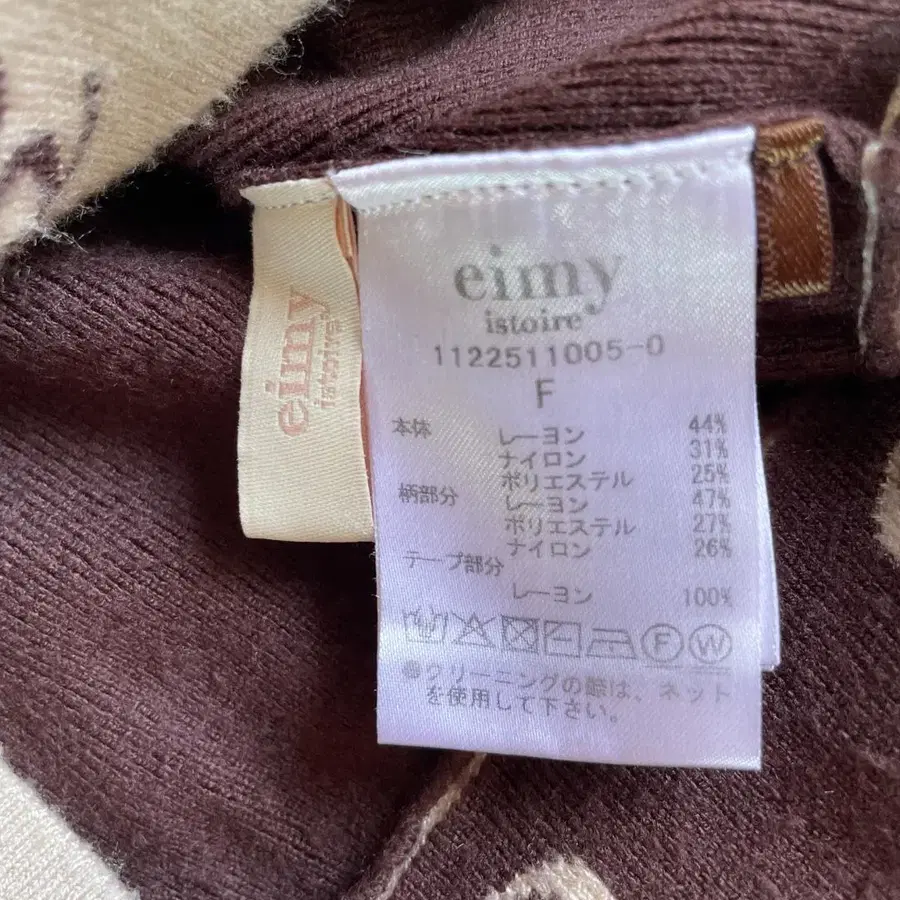 eimy
istoire
eimy
istoire
1122511005-0
F
本体 レーヨン 44%
ナイロン 31%
ポリエステル 25%
柄部分 レーヨン 47%
ポリエステル 27%
ナイロン 26%
テープ部分
レーヨン 100%
F W
●クリーニングの際は、ネット
を使用して下さい。